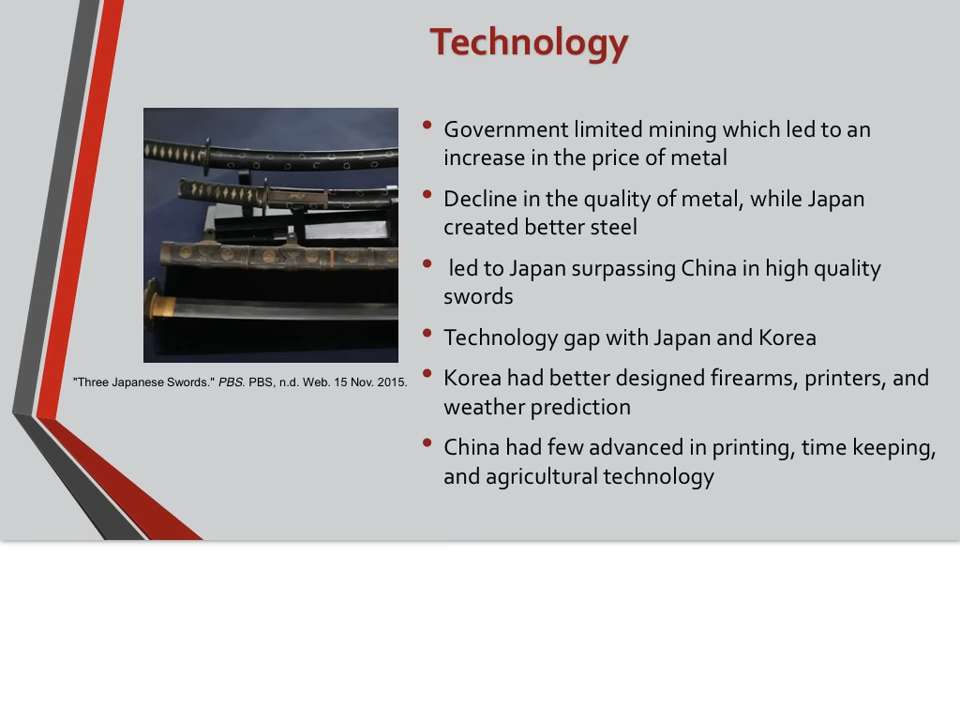 Technology
• Government limited mining which led to an
increase in the price of metal
• Decline in the quality of metal, while Japan
created better steel
• led to Japan surpassing China in high quality
swords
• Technology gap with Japan and Korea
• Korea had better designed firearms, printers, and
weather prediction
• China had few advanced in printing, time keeping,
and agricultural technology
"Three Japanese Swords." PBS. PBS, n.d. Web. 15 Nov. 2015.